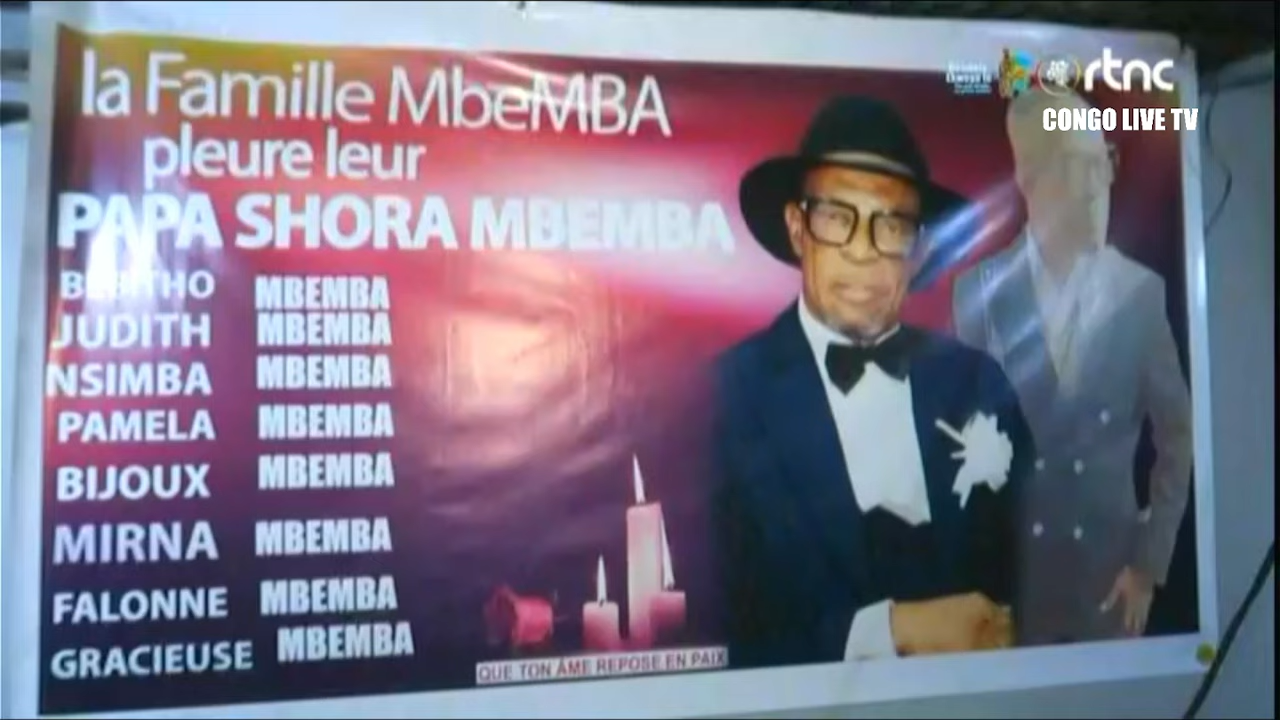 la Famille MbeMBA
pleure leur
PAPA SHORA MBEMBA
MBEMBA
JUDITH MBEMBA
NSIMBA MBEMBA
PAMELA MBEMBA
BIJOUX MBEMBA
MIRNA MBEMBA
FALONNE MBEMBA
GRACIEUSE MBEMBA
QUE TON ÂME REPOSE EN PAIX
rtnc
CONGO LIVE TV